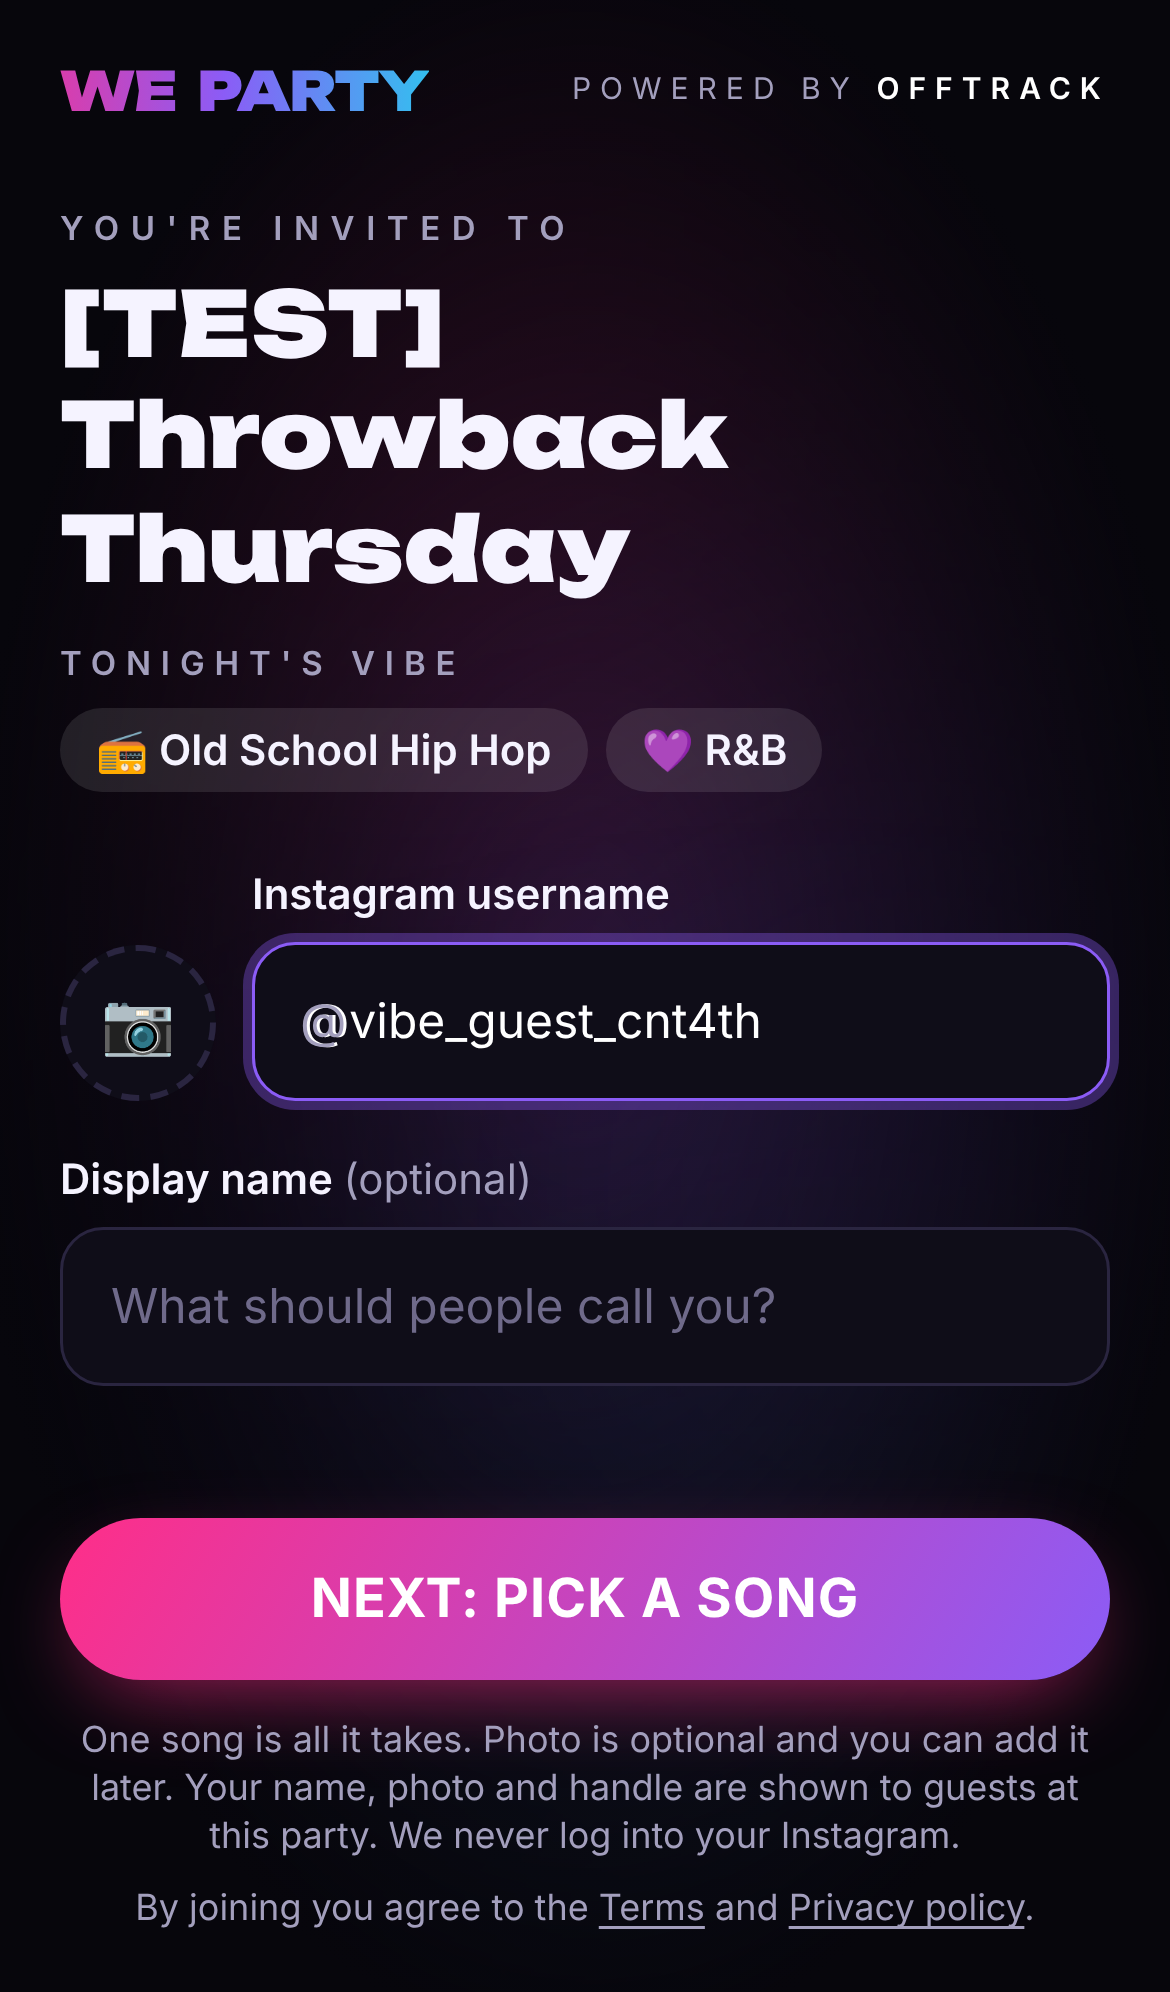 WE PARTY
POWERED BY OFFTRACK
YOU'RE INVITED TO
[TEST]
Throwback
Thursday
TONIGHT'S VIBE
Old School Hip Hop
R&B
Instagram username
@vibe_guest_cnt4th
Display name (optional)
What should people call you?
NEXT: PICK A SONG
One song is all it takes. Photo is optional and you can add it
later. Your name, photo and handle are shown to guests at
this party. We never log into your Instagram.
By joining you agree to the Terms and Privacy policy.